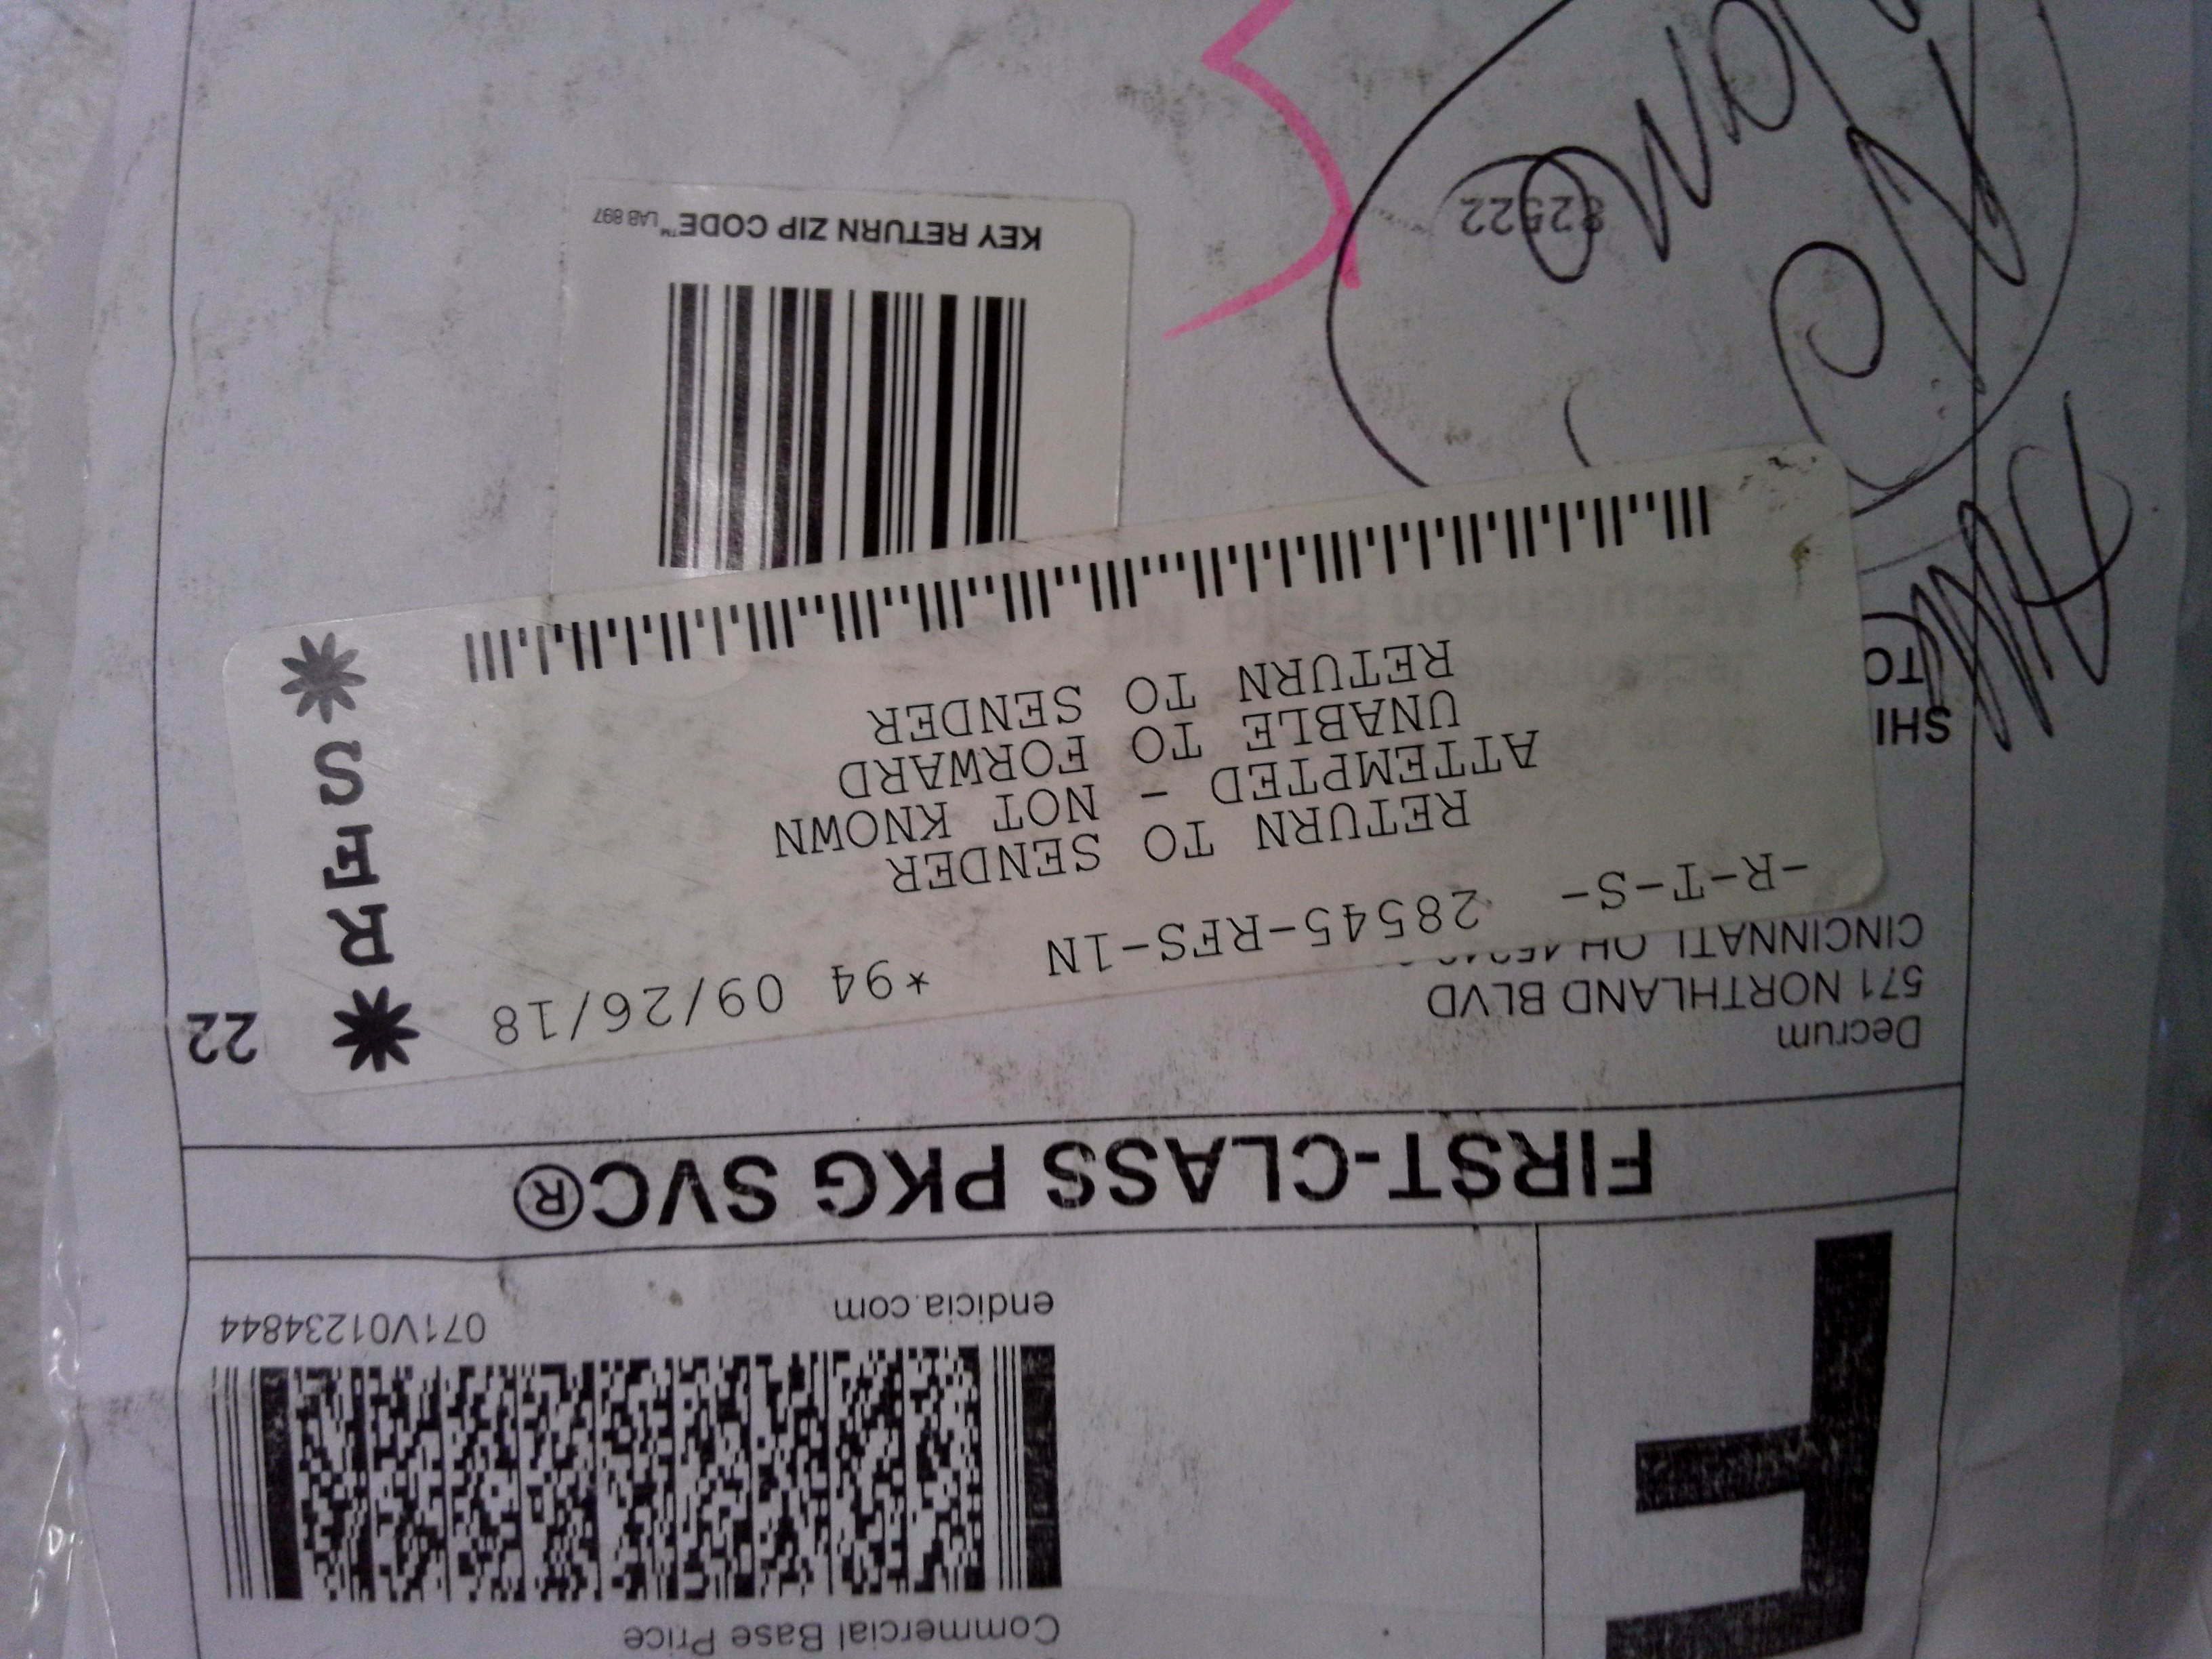 Commercial Base Price
endicia.com
071V01234844
F
FIRST-CLASS PKG SVC®
Decrum
571 NORTHLAND BLVD
CINCINNATI OH
22
-R-T-S- 28545-RFS-1N *94 09/26/18
RETURN TO SENDER
ATTEMPTED - NOT KNOWN
UNABLE TO FORWARD
RETURN TO SENDER
* RES *
SHI
TO
KEY RETURN ZIP CODE™ LAB 897
82522